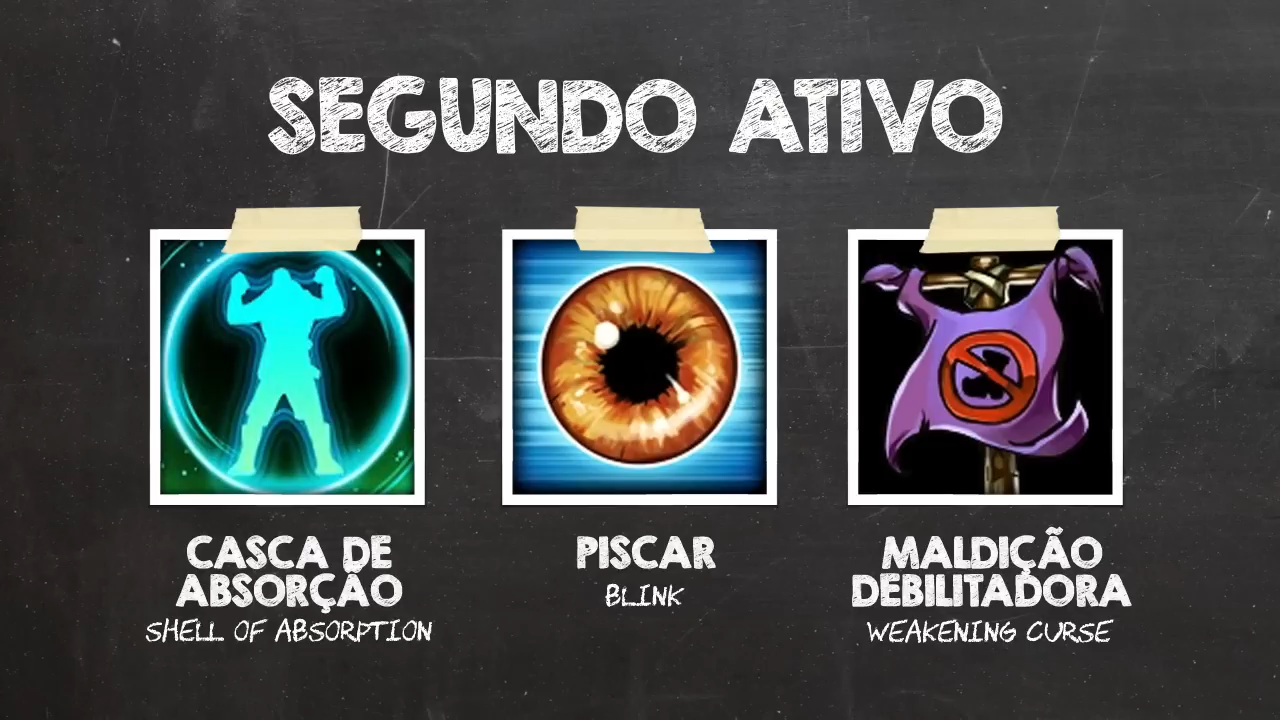 SEGUNDO ATIVO
CASCA DE
ABSORÇÃO
SHELL OF ABSORPTION
PISCAR
BLINK
MALDIÇÃO
DEBILITADORA
WEAKENING CURSE